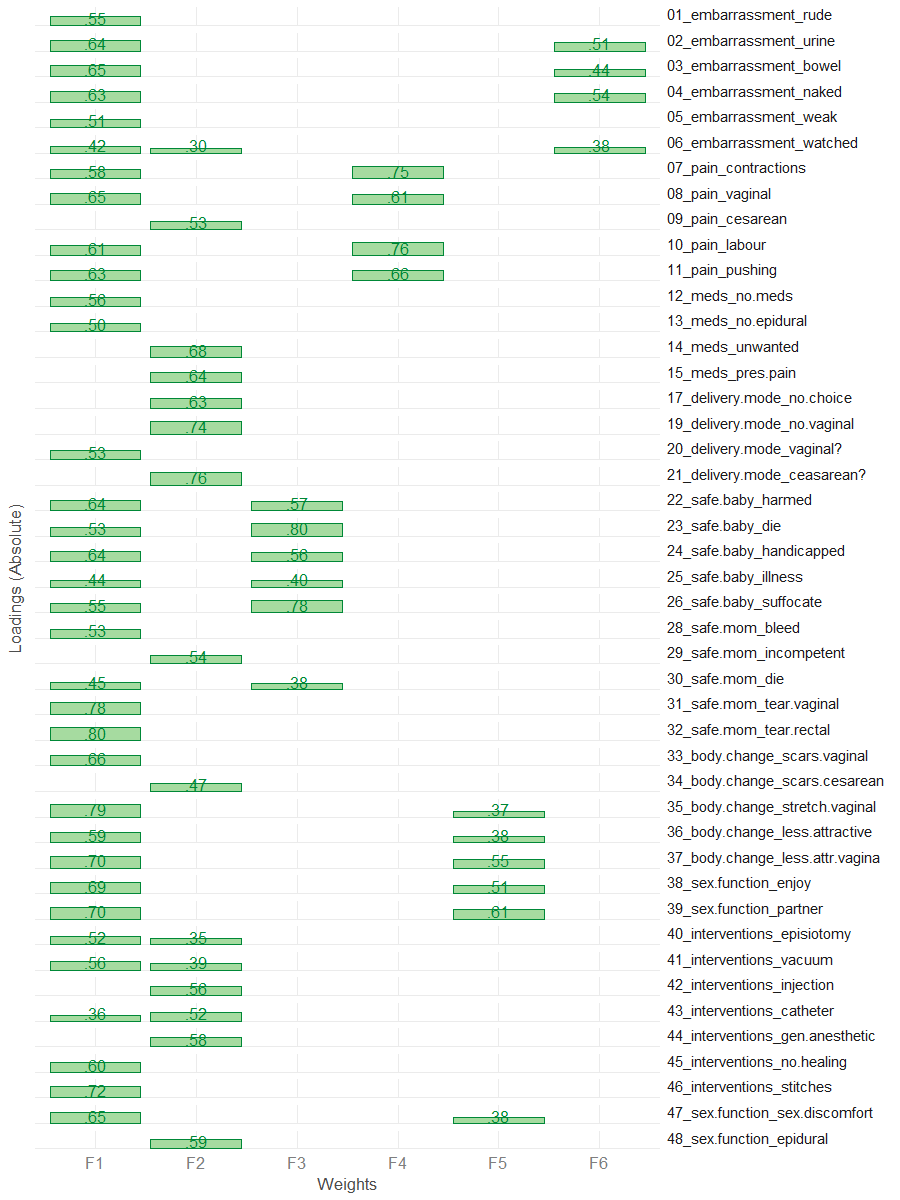 .55 01_embarrassment_rude
.64 .51 02_embarrassment_urine
.65 .44 03_embarrassment_bowel
.63 .54 04_embarrassment_naked
.51 05_embarrassment_weak
.42 .30 .38 06_embarrassment_watched
.58 .75 07_pain_contractions
.65 .61 08_pain_vaginal
.53 09_pain_cesarean
.61 .76 10_pain_labour
.63 .66 11_pain_pushing
.56 12_meds_no.meds
.50 13_meds_no.epidural
.68 14_meds_unwanted
.64 15_meds_pres.pain
.63 17_delivery.mode_no.choice
.74 19_delivery.mode_no.vaginal
.53 20_delivery.mode_vaginal?
.76 21_delivery.mode_ceasarean?
.64 .57 22_safe.baby_harmed
.53 .80 23_safe.baby_die
.64 .56 24_safe.baby_handicapped
.44 .40 25_safe.baby_illness
.55 .78 26_safe.baby_suffocate
.53 28_safe.mom_bleed
.54 29_safe.mom_incompetent
.45 .38 30_safe.mom_die
.78 31_safe.mom_tear.vaginal
.80 32_safe.mom_tear.rectal
.66 33_body.change_scars.vaginal
.47 34_body.change_scars.cesarean
.79 .37 35_body.change_stretch.vaginal
.59 .38 36_body.change_less.attractive
.70 .55 37_body.change_less.attr.vagina
.69 .51 38_sex.function_enjoy
.70 .61 39_sex.function_partner
.52 .35 40_interventions_episiotomy
.56 .39 41_interventions_vacuum
.56 42_interventions_injection
.36 .52 43_interventions_catheter
.58 44_interventions_gen.anesthetic
.60 45_interventions_no.healing
.72 46_interventions_stitches
.65 .38 47_sex.function_sex.discomfort
.59 48_sex.function_epidural
Loadings (Absolute)
F1 F2 F3 F4 F5 F6
Weights